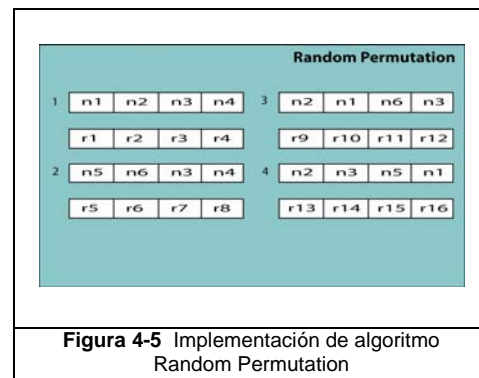 Random Permutation
1 n1 n2 n3 n4
r1 r2 r3 r4
2 n5 n6 n3 n4
r5 r6 r7 r8
3 n2 n1 n6 n3
r9 r10 r11 r12
4 n2 n3 n5 n1
r13 r14 r15 r16
Figura 4-5 Implementación de algoritmo
Random Permutation